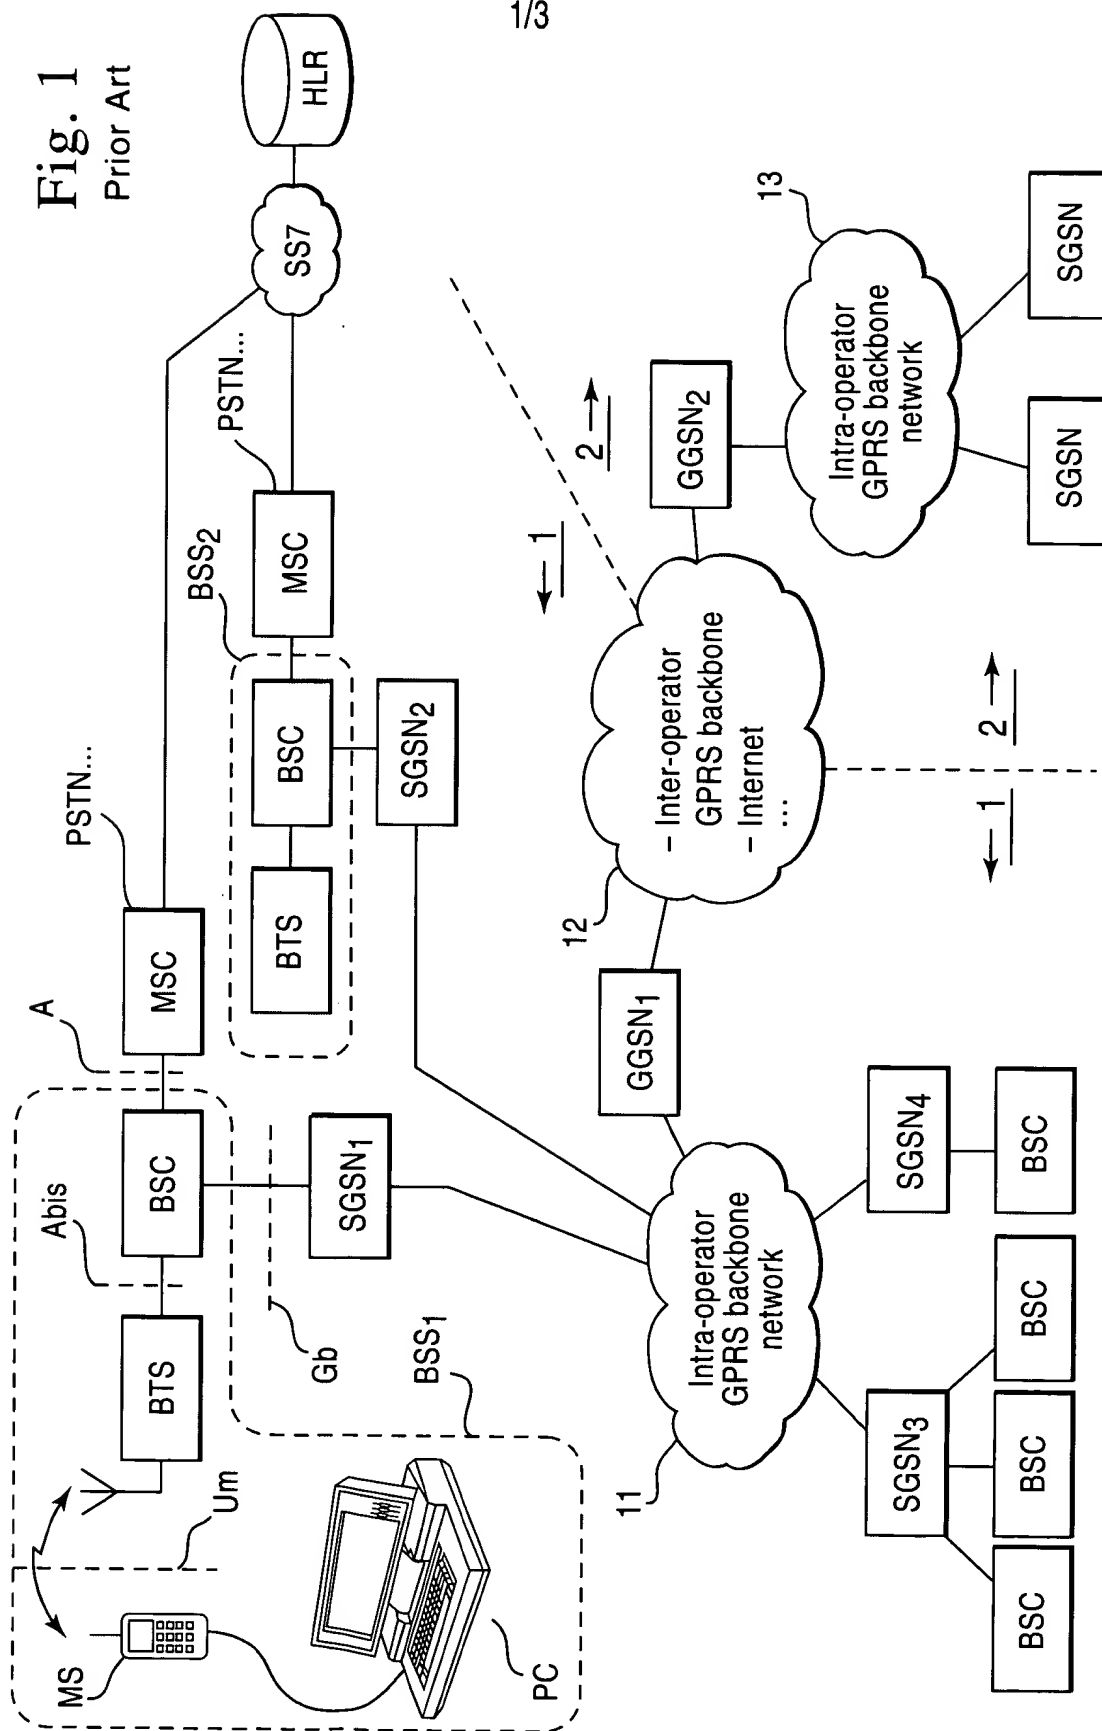 1/3
Fig. 1
Prior Art
MS
Um
PC
BTS
Abis
BSC
A
MSC
PSTN...
Gb
BSS1
SGSN1
BTS
BSC
BSS2
MSC
PSTN...
SS7
HLR
SGSN2
11
Intra-operator
GPRS backbone
network
GGSN1
12
– Inter-operator
GPRS backbone
– Internet
...
← 1
2 →
GGSN2
13
Intra-operator
GPRS backbone
network
SGSN
SGSN
← 1
2 →
SGSN3
SGSN4
BSC
BSC
BSC
BSC